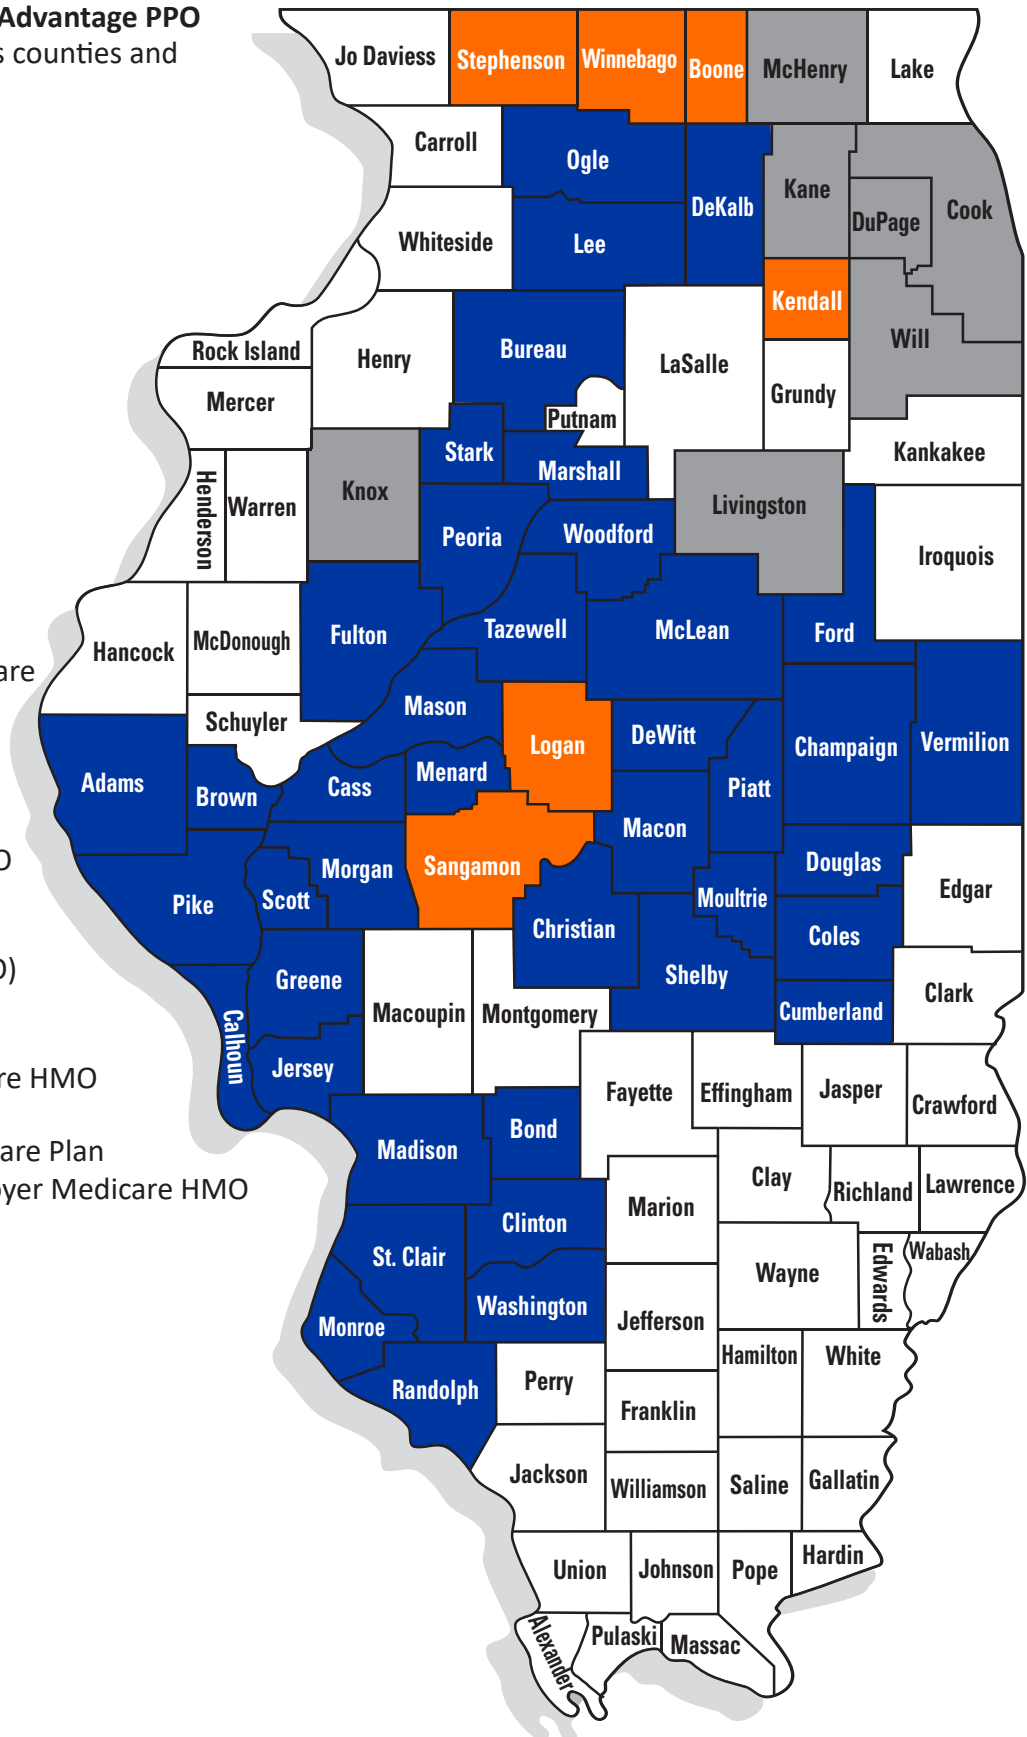 Advantage PPO
s counties and
Jo Daviess
Stephenson
Winnebago
Boone
McHenry
Lake
Carroll
Ogle
DeKalb
Kane
DuPage
Cook
Whiteside
Lee
Kendall
Will
Rock Island
Henry
Bureau
LaSalle
Grundy
Mercer
Putnam
Kankakee
Stark
Marshall
Henderson
Warren
Knox
Peoria
Woodford
Livingston
Iroquois
Hancock
McDonough
Fulton
Tazewell
McLean
Ford
are
Schuyler
Mason
Logan
DeWitt
Champaign
Vermilion
Adams
Brown
Cass
Menard
Piatt
Macon
O
Pike
Scott
Morgan
Sangamon
Christian
Moultrie
Douglas
Edgar
Coles
O)
Greene
Shelby
Calhoun
Macoupin
Montgomery
Cumberland
Clark
Jersey
re HMO
Fayette
Effingham
Jasper
Crawford
are Plan
Madison
Bond
oyer Medicare HMO
Clay
Richland
Lawrence
Marion
Clinton
St. Clair
Wayne
Edwards
Wabash
Washington
Monroe
Jefferson
Hamilton
White
Randolph
Perry
Franklin
Jackson
Williamson
Saline
Gallatin
Union
Johnson
Pope
Hardin
Alexander
Pulaski
Massac